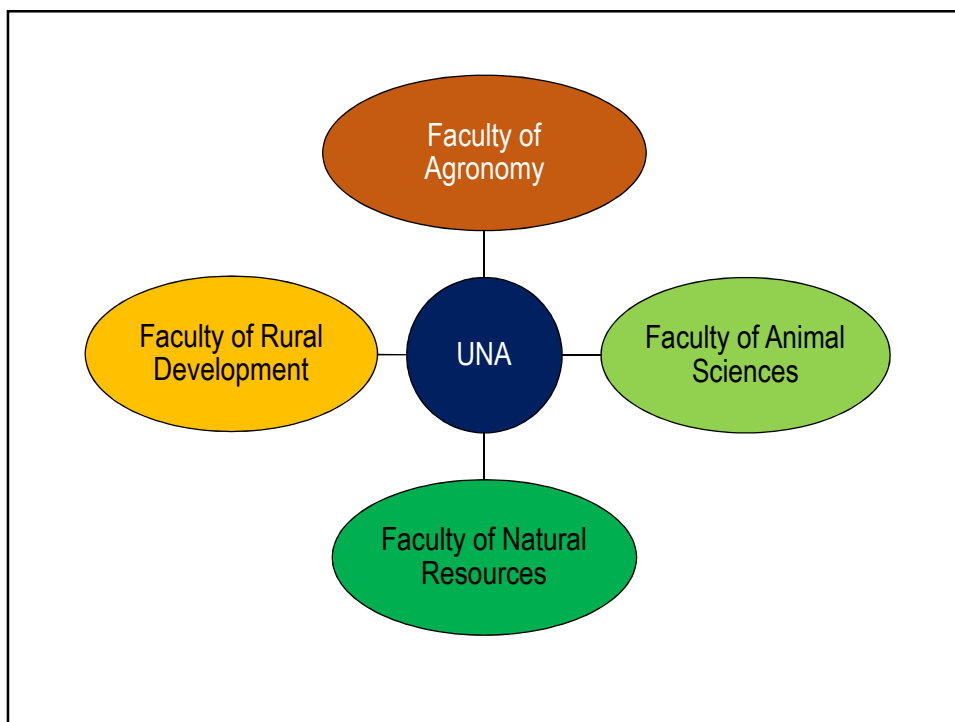 Faculty of
Agronomy
Faculty of Rural
Development
UNA
Faculty of Animal
Sciences
Faculty of Natural
Resources